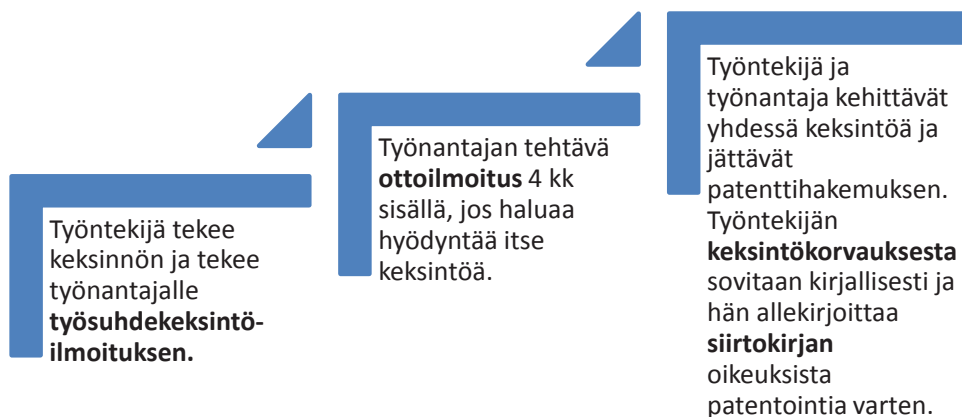 Työntekijä tekee
keksinnön ja tekee
työnantajalle
työsuhdekeksintö-
ilmoituksen.
Työnantajan tehtävä
ottoilmoitus 4 kk
sisällä, jos haluaa
hyödyntää itse
keksintöä.
Työntekijä ja
työnantaja kehittävät
yhdessä keksintöä ja
jättävät
patenttihakemuksen.
Työntekijän
keksintökorvauksesta
sovitaan kirjallisesti ja
hän allekirjoittaa
siirtokirjan
oikeuksista
patentointia varten.